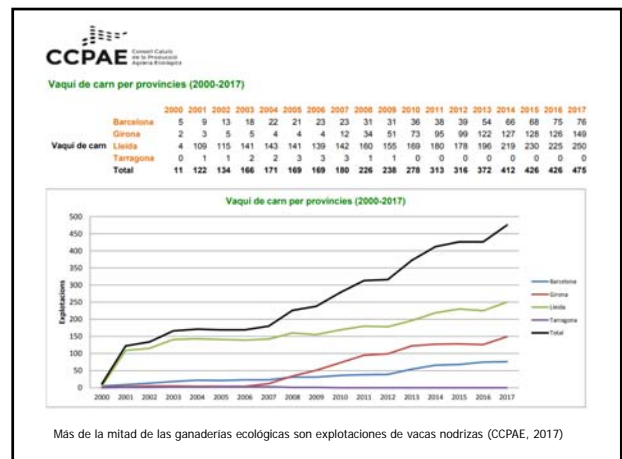 CCPAE Consell Català
de la Producció
Agrària Ecològica
Vaquí de carn per províncies (2000-2017)
2000 2001 2002 2003 2004 2005 2006 2007 2008 2009 2010 2011 2012 2013 2014 2015 2016 2017
Barcelona 5 9 13 18 22 21 23 23 31 31 36 38 39 54 66 68 75 76
Girona 2 3 5 5 4 4 4 12 34 51 73 95 99 122 127 128 126 149
Vaquí de carn Lleida 4 109 115 141 143 141 139 142 160 155 169 180 178 196 219 230 225 250
Tarragona 0 1 1 2 2 3 3 3 1 1 0 0 0 0 0 0 0 0
Total 11 122 134 166 171 169 169 180 226 238 278 313 316 372 412 426 426 475
Vaquí de carn per províncies (2000-2017)
Explotacions
500
450
400
350
300
250
200
150
100
50
0
2000 2001 2002 2003 2004 2005 2006 2007 2008 2009 2010 2011 2012 2013 2014 2015 2016 2017
Barcelona
Girona
Lleida
Tarragona
Total
Más de la mitad de las ganaderías ecológicas son explotaciones de vacas nodrizas (CCPAE, 2017)